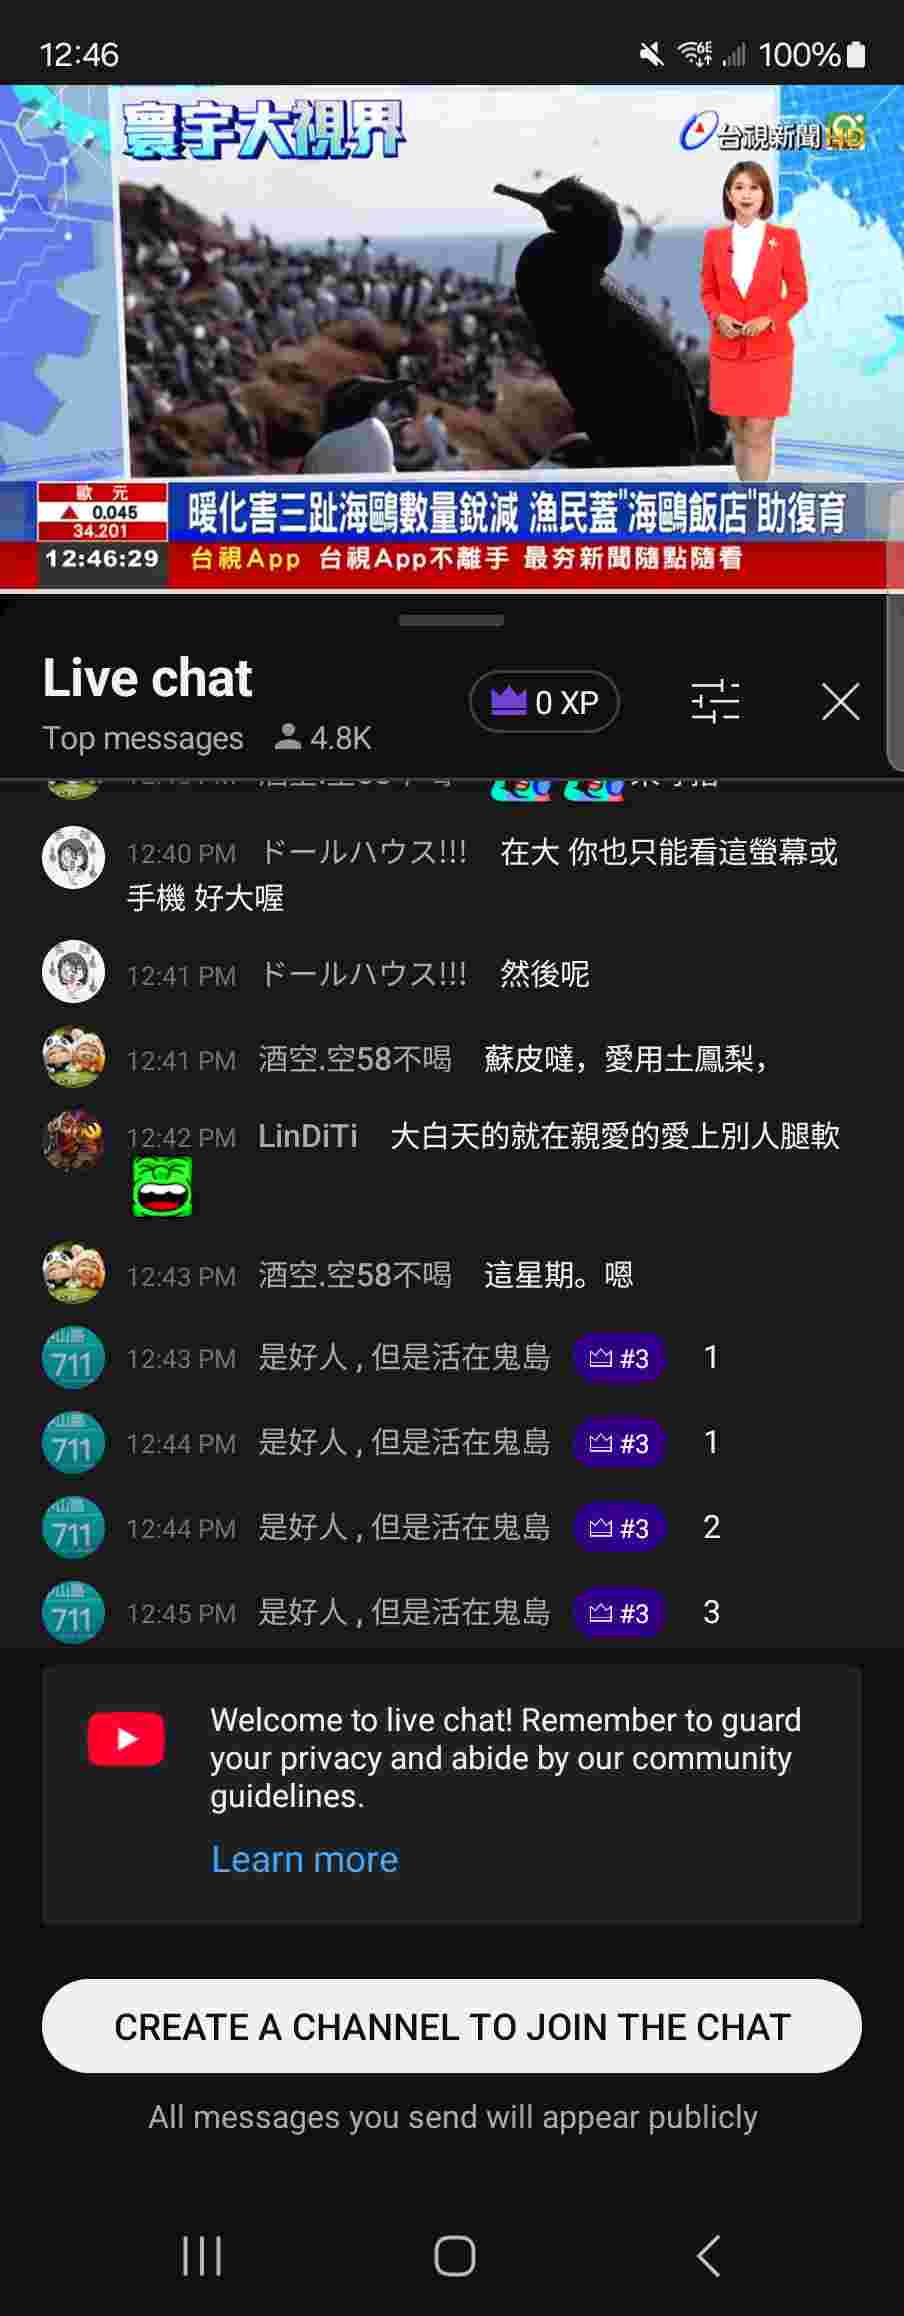 12:46
6E
100%
寰宇大視界
台視新聞 HD
歐元
▲ 0.045
34.201
12:46:29
暖化害三趾海鷗數量銳減 漁民蓋"海鷗飯店"助復育
台視App 台視App不離手 最夯新聞隨點隨看
Live chat
Top messages 4.8K
0 XP
12:40 PM ドールハウス!!! 在大 你也只能看這螢幕或
手機 好大喔
12:41 PM ドールハウス!!! 然後呢
12:41 PM 酒空.空58不喝 蘇皮噠，愛用土鳳梨，
12:42 PM LinDiTi 大白天的就在親愛的愛上別人腿軟
12:43 PM 酒空.空58不喝 這星期。嗯
711
12:43 PM 是好人 , 但是活在鬼島 #3 1
711
12:44 PM 是好人 , 但是活在鬼島 #3 1
711
12:44 PM 是好人 , 但是活在鬼島 #3 2
711
12:45 PM 是好人 , 但是活在鬼島 #3 3
Welcome to live chat! Remember to guard
your privacy and abide by our community
guidelines.
Learn more
CREATE A CHANNEL TO JOIN THE CHAT
All messages you send will appear publicly